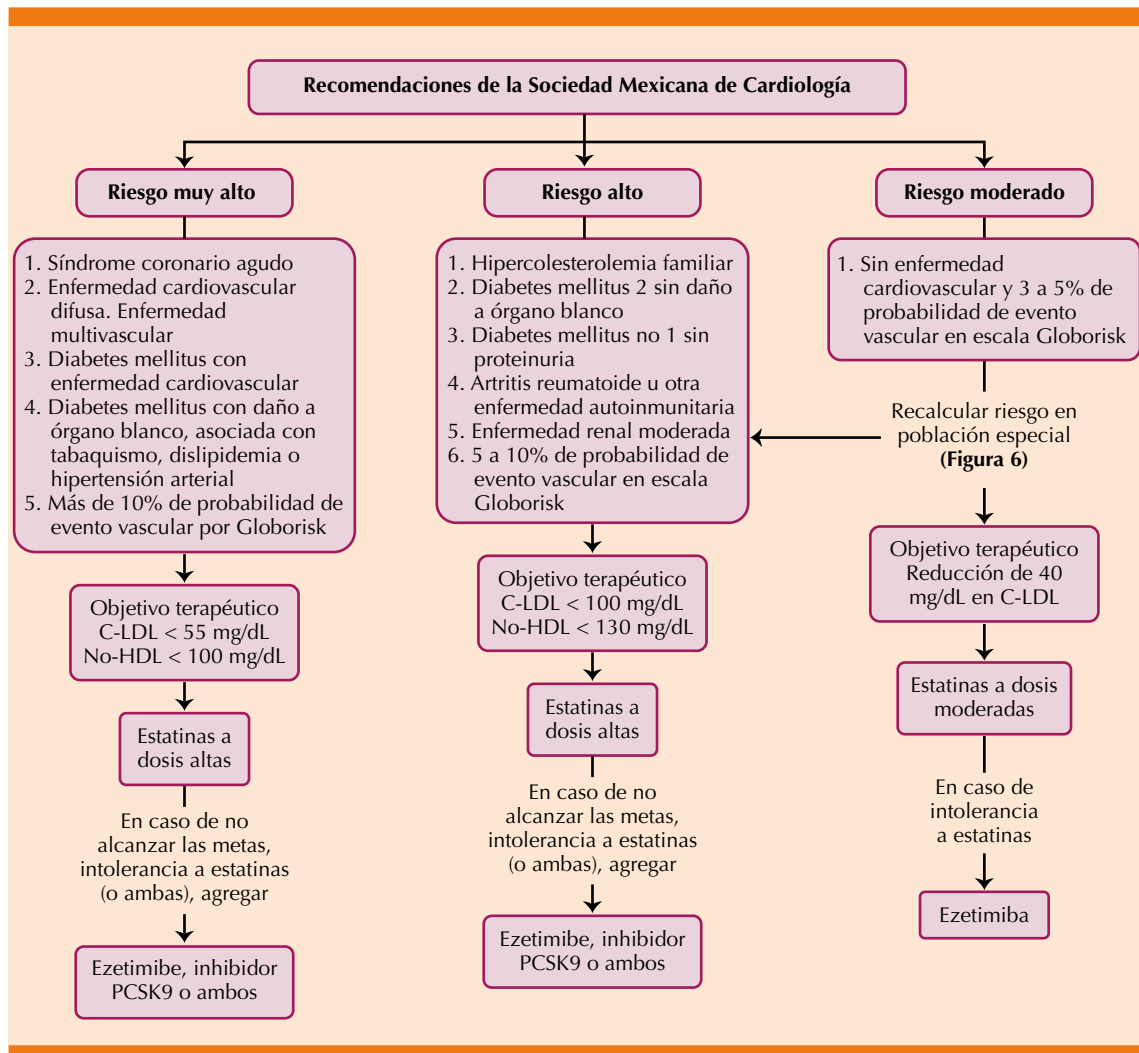 Recomendaciones de la Sociedad Mexicana de Cardiología
Riesgo muy alto
1. Síndrome coronario agudo
2. Enfermedad cardiovascular
difusa. Enfermedad
multivascular
3. Diabetes mellitus con
enfermedad cardiovascular
4. Diabetes mellitus con daño a
órgano blanco, asociada con
tabaquismo, dislipidemia o
hipertensión arterial
5. Más de 10% de probabilidad de
evento vascular por Globorisk
Objetivo terapéutico
C-LDL < 55 mg/dL
No-HDL < 100 mg/dL
Estatinas a
dosis altas
En caso de no
alcanzar las metas,
intolerancia a estatinas
(o ambas), agregar
Ezetimibe, inhibidor
PCSK9 o ambos
Riesgo alto
1. Hipercolesterolemia familiar
2. Diabetes mellitus 2 sin daño
a órgano blanco
3. Diabetes mellitus no 1 sin
proteinuria
4. Artritis reumatoide u otra
enfermedad autoinmunitaria
5. Enfermedad renal moderada
6. 5 a 10% de probabilidad de
evento vascular en escala
Globorisk
Objetivo terapéutico
C-LDL < 100 mg/dL
No-HDL < 130 mg/dL
Estatinas a
dosis altas
En caso de no
alcanzar las metas,
intolerancia a estatinas
(o ambas), agregar
Ezetimibe, inhibidor
PCSK9 o ambos
Riesgo moderado
1. Sin enfermedad
cardiovascular y 3 a 5% de
probabilidad de evento
vascular en escala Globorisk
Recalcular riesgo en
población especial
(Figura 6)
Objetivo terapéutico
Reducción de 40
mg/dL en C-LDL
Estatinas a dosis
moderadas
En caso de
intolerancia
a estatinas
Ezetimiba